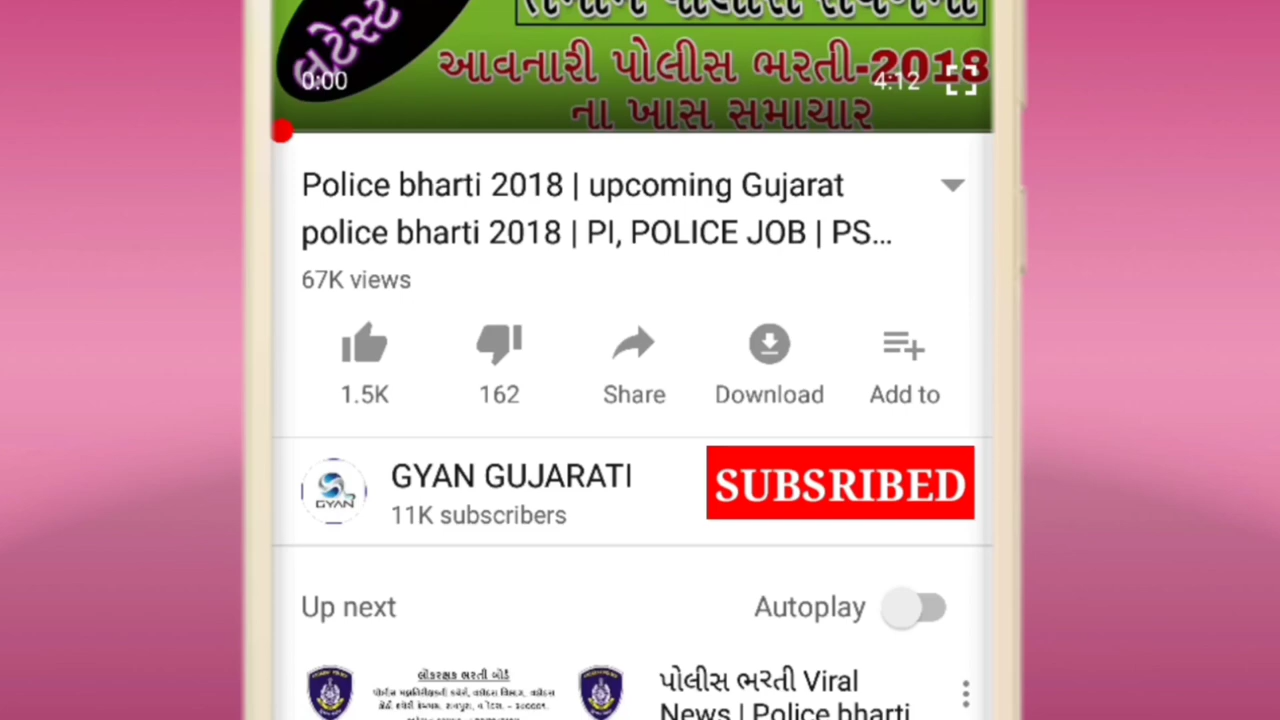 લેટેસ્ટ
આવનારી પોલીસ ભરતી-2018
0:00
4:12
ના ખાસ સમાચાર
Police bharti 2018 | upcoming Gujarat
police bharti 2018 | PI, POLICE JOB | PS...
67K views
1.5K
162
Share
Download
Add to
GYAN
GYAN GUJARATI
11K subscribers
SUBSRIBED
Up next
Autoplay
લોકરક્ષક ભરતી બોર્ડ
પોલીસ ભરતી Viral
News | Police bharti